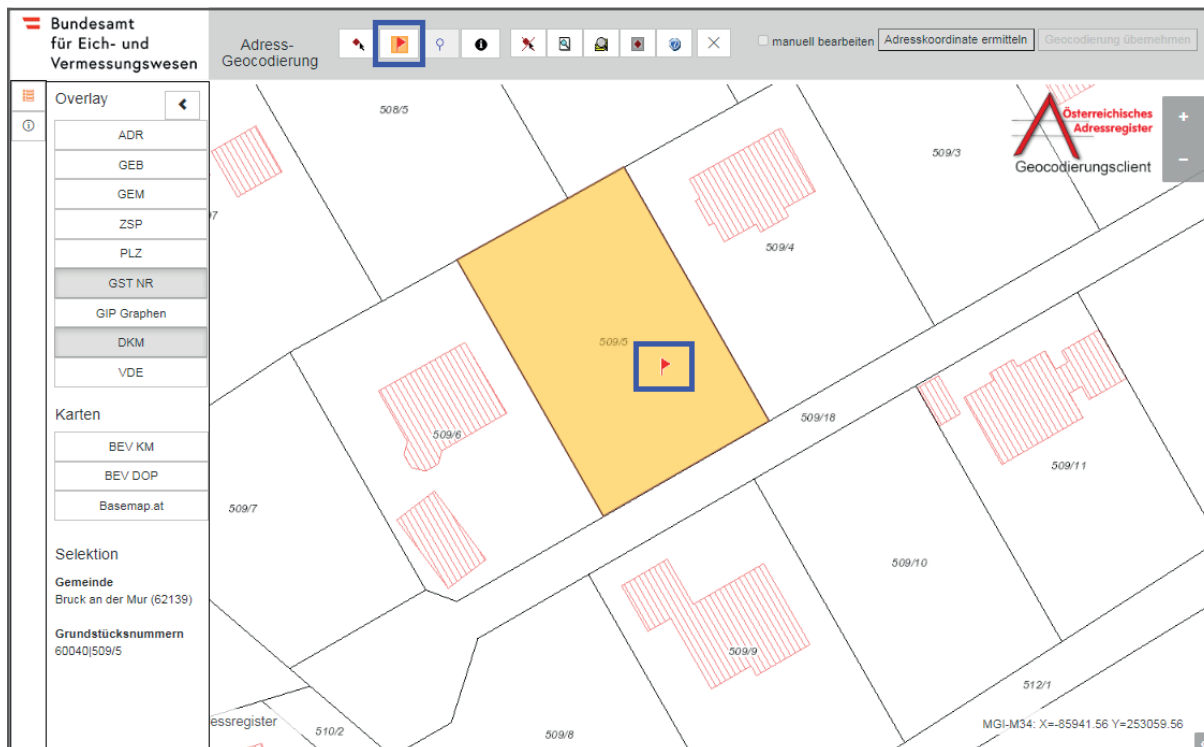 Bundesamt
für Eich- und
Vermessungswesen
Adress-
Geocodierung
manuell bearbeiten
Adresskoordinate ermitteln
Geocodierung übernehmen
Overlay
ADR
GEB
GEM
ZSP
PLZ
GST NR
GIP Graphen
DKM
VDE
Karten
BEV KM
BEV DOP
Basemap.at
Selektion
Gemeinde
Bruck an der Mur (62139)
Grundstücksnummern
60040|509/5
Österreichisches
Adressregister
Geocodierungsclient
+
−
508/5
509/3
509/4
509/5
509/18
509/6
509/11
509/7
509/10
509/9
512/1
essregister
510/2
509/8
MGI-M34: X=-85941.56 Y=253059.56